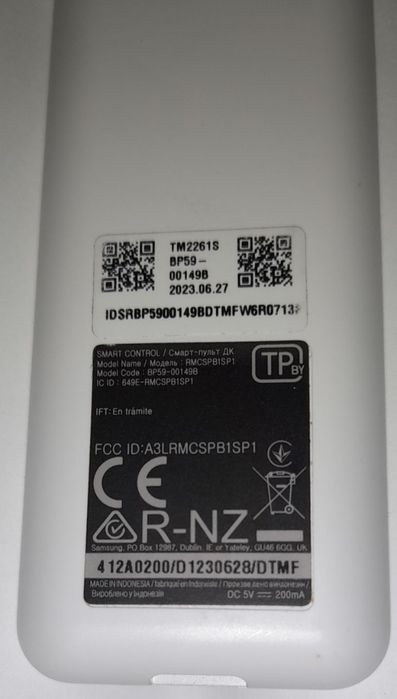 TM2261S
BP59-
00149B
2023.06.27
IDSRBP5900149BDTMFW6R0713
SMART CONTROL / Смарт-пульт ДК
Model Name / Модель : RMCSPB1SP1
Model Code : BP59-00149B
IC ID : 649E-RMCSPB1SP1
TP BY
IFT: En trámite
FCC ID:A3LRMCSPB1SP1
CE
R-NZ
Samsung, PO Box 12987, Dublin. IE or Yateley, GU46 6GG, UK
412A0200/D1230628/DTMF
MADE IN INDONESIA / fabriqué en Indonésie / Произведено в Индонезии /
Вироблено у Індонезія
DC 5V 200mA